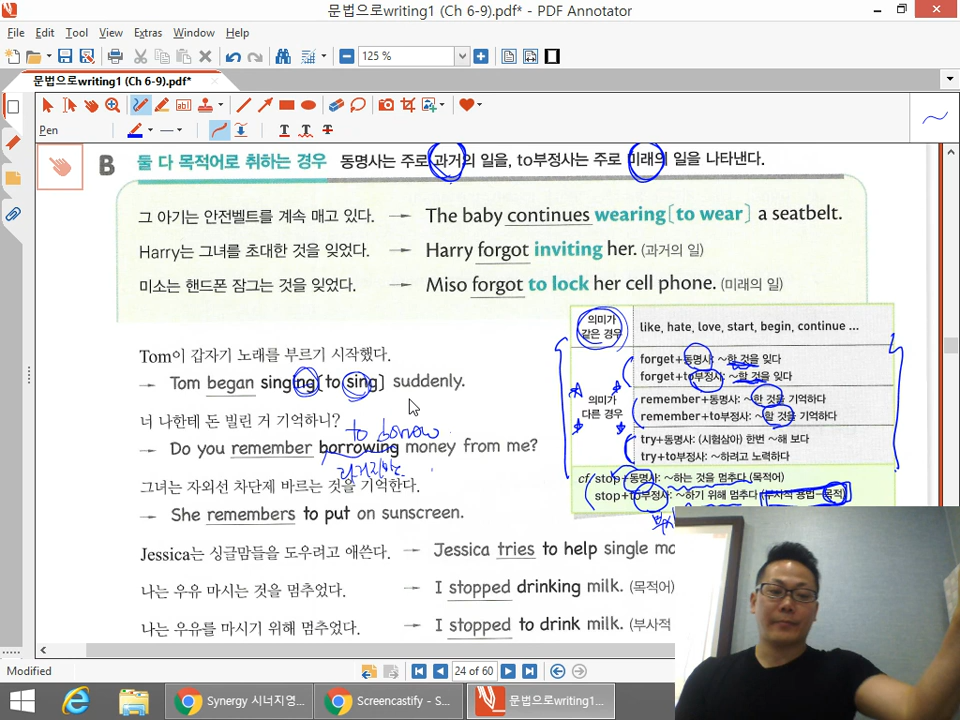 문법으로writing1 (Ch 6-9).pdf* - PDF Annotator
File Edit Tool View Extras Window Help
125 %
문법으로writing1 (Ch 6-9).pdf*
Pen
B 둘 다 목적어로 취하는 경우 동명사는 주로 과거의 일을, to부정사는 주로 미래의 일을 나타낸다.
그 아기는 안전벨트를 계속 매고 있다. → The baby continues wearing[to wear] a seatbelt.
Harry는 그녀를 초대한 것을 잊었다. → Harry forgot inviting her. (과거의 일)
미소는 핸드폰 잠그는 것을 잊었다. → Miso forgot to lock her cell phone. (미래의 일)
의미가
같은 경우
like, hate, love, start, begin, continue ...
의미가
다른 경우
forget+동명사: ~한 것을 잊다
forget+to부정사: ~할 것을 잊다
remember+동명사: ~한 것을 기억하다
remember+to부정사: ~할 것을 기억하다
try+동명사: (시험삼아) 한번 ~해 보다
try+to부정사: ~하려고 노력하다
cf stop+동명사: ~하는 것을 멈추다 (목적어)
stop+to부정사: ~하기 위해 멈추다 (부사적 용법-목적)
Tom이 갑자기 노래를 부르기 시작했다.
→ Tom began singing[to sing] suddenly.
너 나한테 돈 빌린 거 기억하니?
to borrow
→ Do you remember borrowing money from me?
그녀는 자외선 차단제 바르는 것을 기억한다.
→ She remembers to put on sunscreen.
Jessica는 싱글맘들을 도우려고 애쓴다. → Jessica tries to help single mo
나는 우유 마시는 것을 멈추었다. → I stopped drinking milk. (목적어)
나는 우유를 마시기 위해 멈추었다. → I stopped to drink milk. (부사적
Modified
24 of 60
Synergy 시너지영...
Screencastify - S...
문법으로writing1...